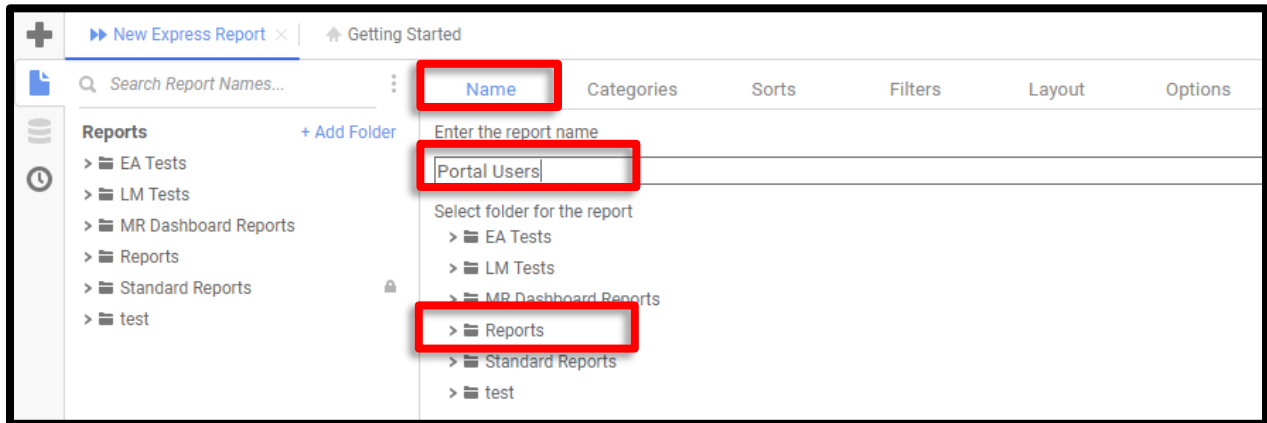 New Express Report
Getting Started
Search Report Names...
Reports
+ Add Folder
> EA Tests
> LM Tests
> MR Dashboard Reports
> Reports
> Standard Reports
> test
Name Categories Sorts Filters Layout Options
Enter the report name
Portal Users
Select folder for the report
> EA Tests
> LM Tests
> MR Dashboard Reports
> Reports
> Standard Reports
> test